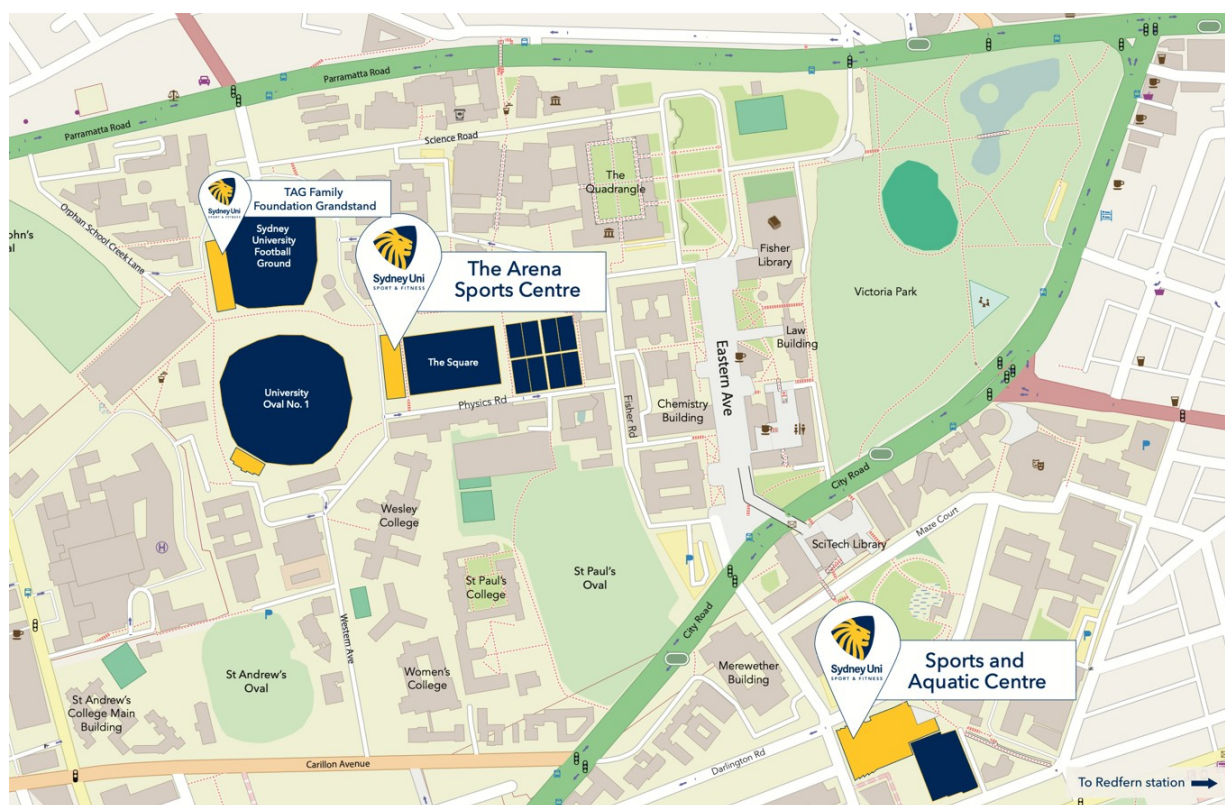 Parramatta Road
Parramatta Road
Science Road
The
Quadrangle
Orphan School Creek Lane
ohn's
al
Sydney Uni
SPORT & FITNESS
TAG Family
Foundation Grandstand
Sydney
University
Football
Ground
Sydney Uni
SPORT & FITNESS
The Arena
Sports Centre
Fisher
Library
Victoria Park
Law
Building
Eastern Ave
The Square
University
Oval No. 1
Physics Rd
Fisher Rd
Chemistry
Building
City Road
Wesley
College
H
SciTech Library
Maze Court
St Paul's
College
St Paul's
Oval
City Road
Western Ave
St Andrew's
Oval
Women's
College
Merewether
Building
Sydney Uni
SPORT & FITNESS
Sports and
Aquatic Centre
St Andrew's
College Main
Building
Carillon Avenue
Darlington Rd
To Redfern station